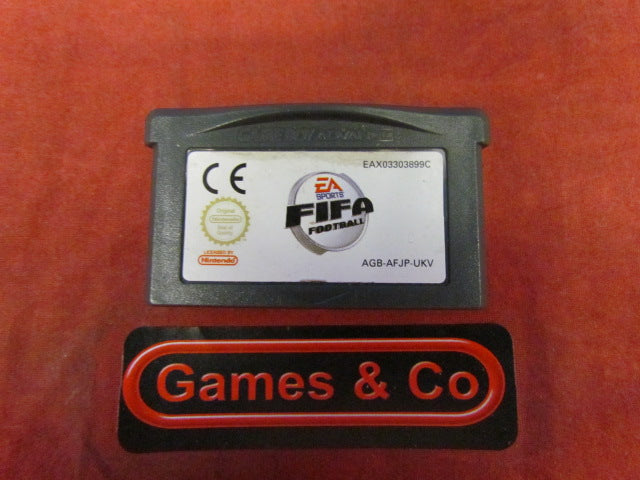 GAME BOY ADVANCE
EAX03303899C
CE
EA
SPORTS
FIFA
FOOTBALL
Original
Nintendo
Seal of
Quality
LICENSED BY
Nintendo
AGB-AFJP-UKV
Games & Co